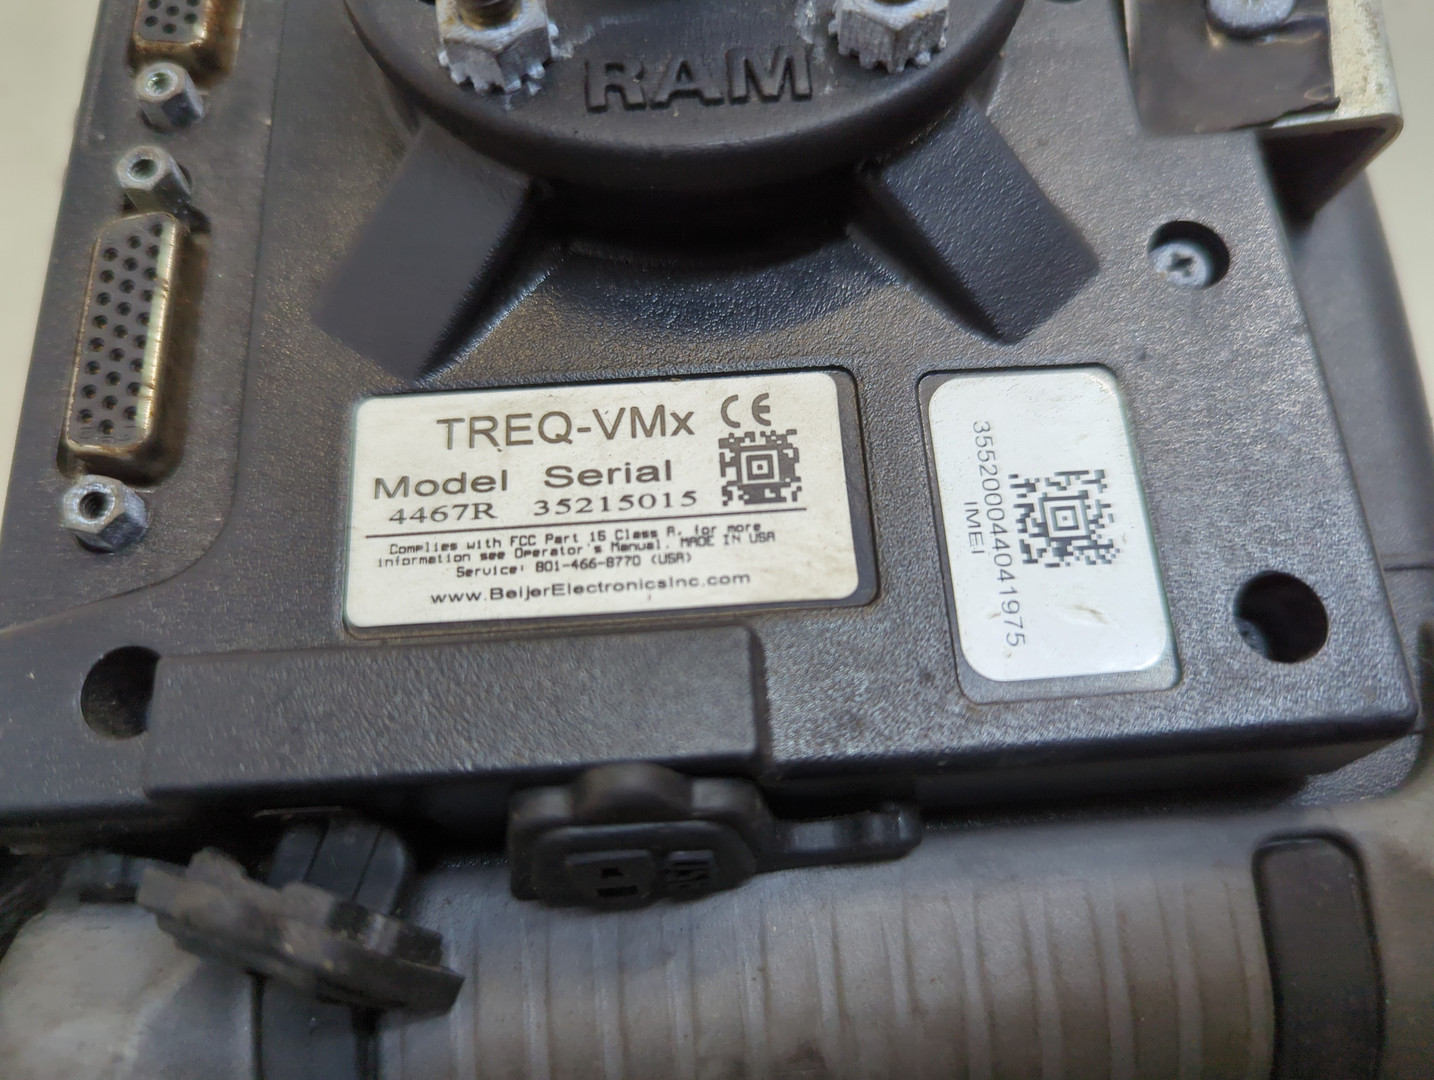 RAM
TREQ-VMx CE
Model Serial
4467R 35215015
Complies with FCC Part 15 Class A, for more
information see Operator's Manual. MADE IN USA
Service: 801-466-8770 (USA)
www.BeijerElectronicsInc.com
355200044041975
IMEI